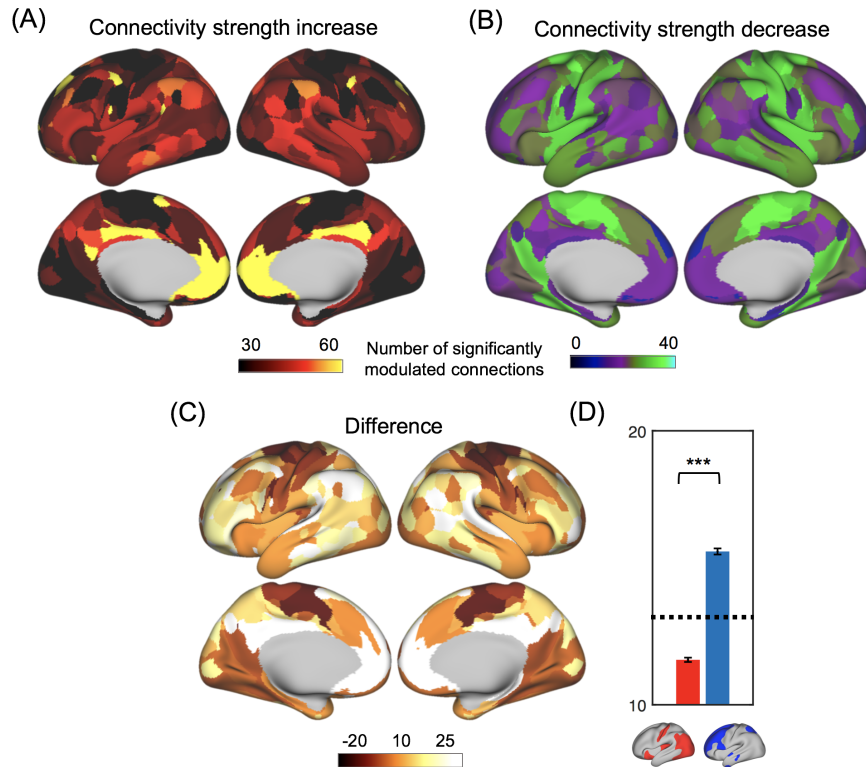 (A)
Connectivity strength increase
(B)
Connectivity strength decrease
30
60
Number of significantly
modulated connections
0
40
(C)
Difference
(D)
20
***
10
-20
10
25